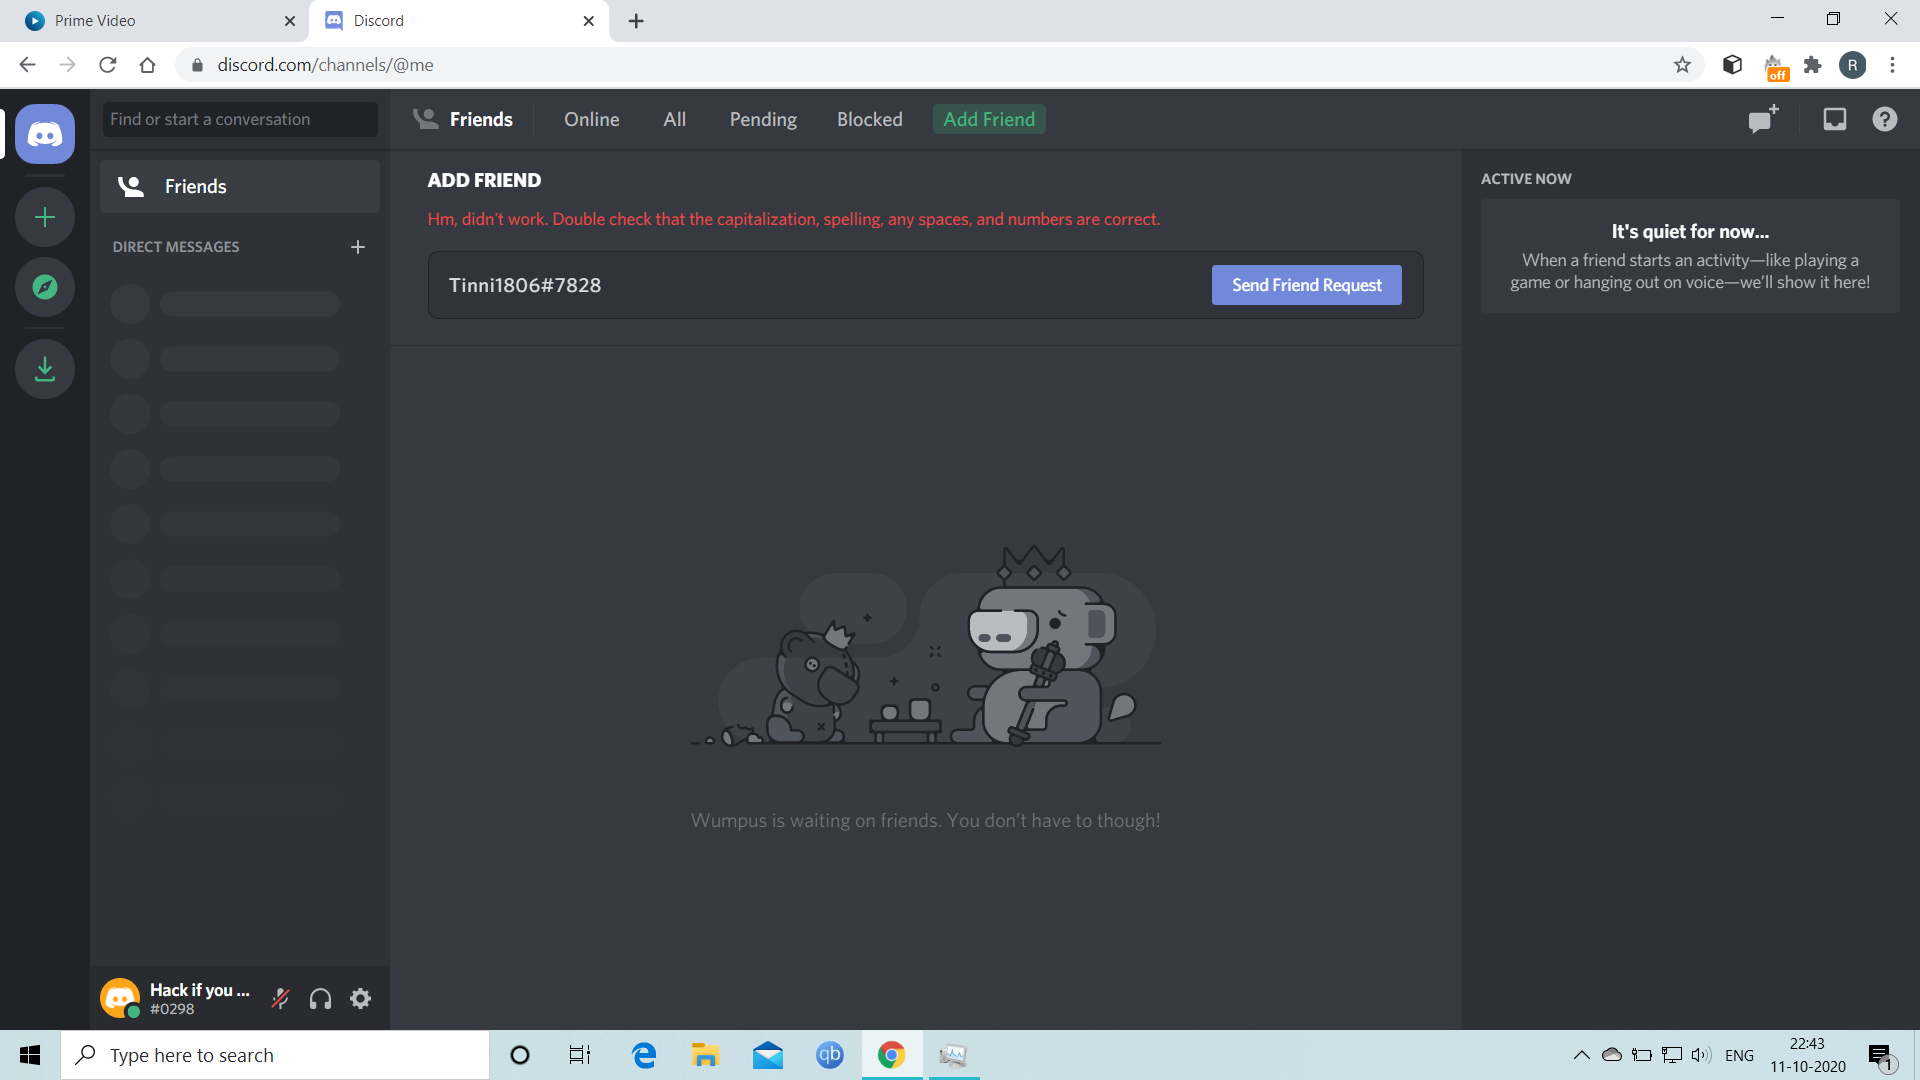 Prime Video
Discord
discord.com/channels/@me
off
R
Find or start a conversation
Friends
Online
All
Pending
Blocked
Add Friend
Friends
DIRECT MESSAGES
ADD FRIEND
Hm, didn't work. Double check that the capitalization, spelling, any spaces, and numbers are correct.
Tinni1806#7828
Send Friend Request
ACTIVE NOW
It's quiet for now...
When a friend starts an activity—like playing a
game or hanging out on voice—we'll show it here!
Wumpus is waiting on friends. You don't have to though!
Hack if you ...
#0298
Type here to search
qb
ENG
22:43
11-10-2020
1